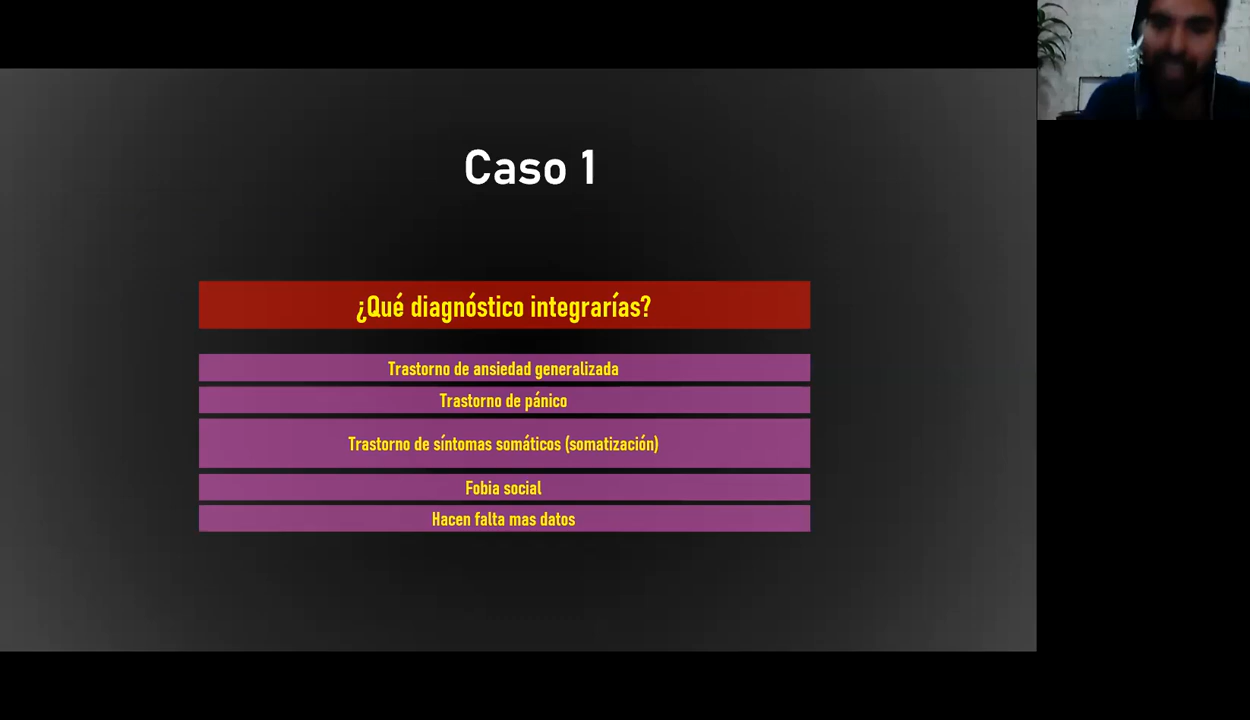 Caso 1
¿Qué diagnóstico integrarías?
Trastorno de ansiedad generalizada
Trastorno de pánico
Trastorno de síntomas somáticos (somatización)
Fobia social
Hacen falta mas datos